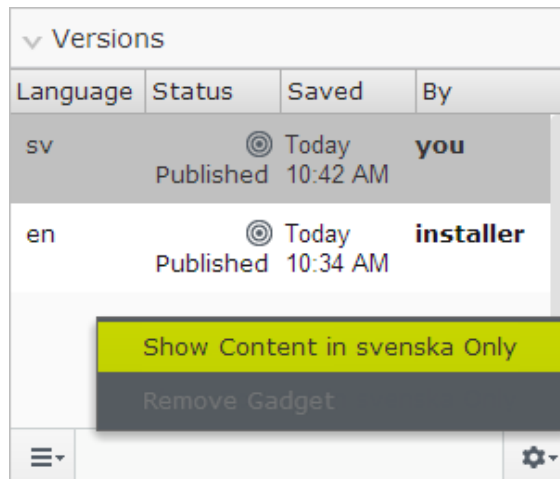 Versions
Language Status Saved By
sv Today you
Published 10:42 AM
en Today installer
Published 10:34 AM
Show Content in svenska Only
Remove Gadget